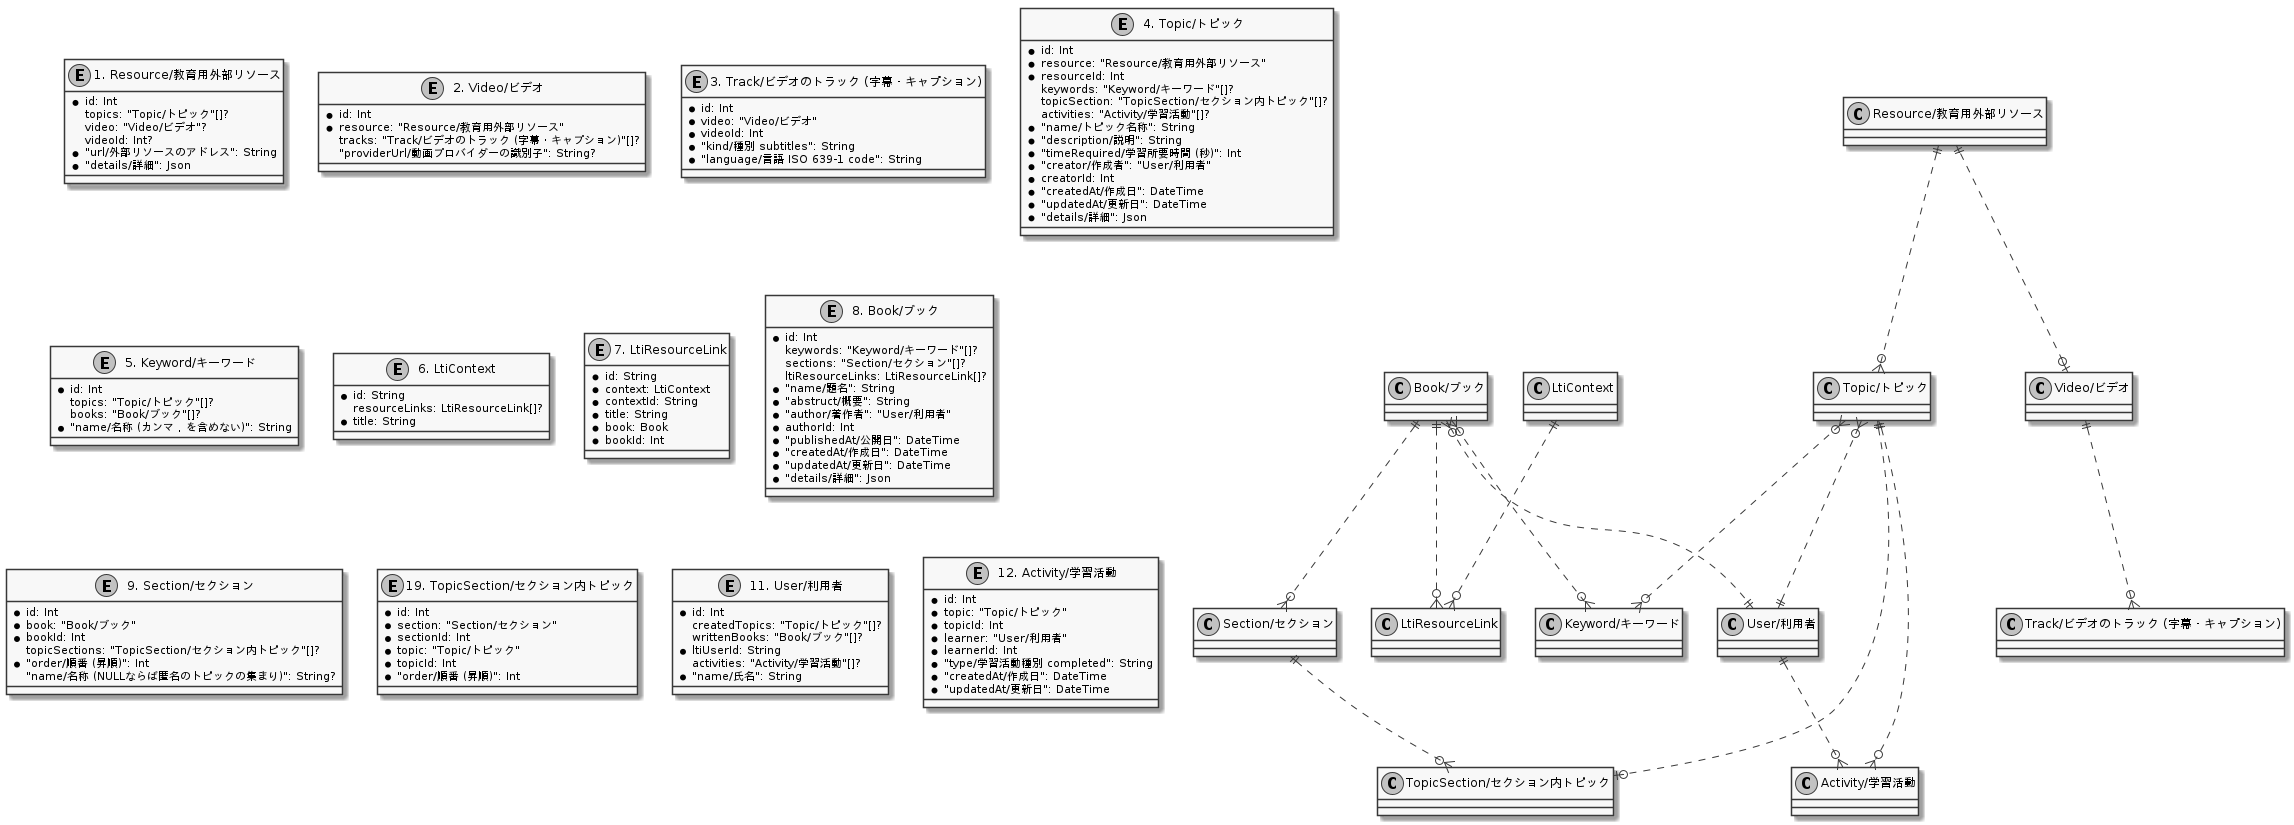 E 1. Resource/教育用外部リソース
id: Int
topics: "Topic/トピック"[]?
video: "Video/ビデオ"?
videoId: Int?
"url/外部リソースのアドレス": String
"details/詳細": Json
E 2. Video/ビデオ
id: Int
resource: "Resource/教育用外部リソース"
tracks: "Track/ビデオのトラック (字幕・キャプション)"[]?
"providerUrl/動画プロバイダーの識別子": String?
E 3. Track/ビデオのトラック (字幕・キャプション)
id: Int
video: "Video/ビデオ"
videoId: Int
"kind/種別 subtitles": String
"language/言語 ISO 639-1 code": String
E 4. Topic/トピック
id: Int
resource: "Resource/教育用外部リソース"
resourceId: Int
keywords: "Keyword/キーワード"[]?
topicSection: "TopicSection/セクション内トピック"[]?
activities: "Activity/学習活動"[]?
"name/トピック名称": String
"description/説明": String
"timeRequired/学習所要時間 (秒)": Int
"creator/作成者": "User/利用者"
creatorId: Int
"createdAt/作成日": DateTime
"updatedAt/更新日": DateTime
"details/詳細": Json
E 5. Keyword/キーワード
id: Int
topics: "Topic/トピック"[]?
books: "Book/ブック"[]?
"name/名称 (カンマ , を含めない)": String
E 6. LtiContext
id: String
resourceLinks: LtiResourceLink[]?
title: String
E 7. LtiResourceLink
id: String
context: LtiContext
contextId: String
title: String
book: Book
bookId: Int
E 8. Book/ブック
id: Int
keywords: "Keyword/キーワード"[]?
sections: "Section/セクション"[]?
ltiResourceLinks: LtiResourceLink[]?
"name/題名": String
"abstract/概要": String
"author/著作者": "User/利用者"
authorId: Int
"publishedAt/公開日": DateTime
"createdAt/作成日": DateTime
"updatedAt/更新日": DateTime
"details/詳細": Json
E 9. Section/セクション
id: Int
book: "Book/ブック"
bookId: Int
topicSections: "TopicSection/セクション内トピック"[]?
"order/順番 (昇順)": Int
"name/名称 (NULLならば匿名のトピックの集まり)": String?
E 19. TopicSection/セクション内トピック
id: Int
section: "Section/セクション"
sectionId: Int
topic: "Topic/トピック"
topicId: Int
"order/順番 (昇順)": Int
E 11. User/利用者
id: Int
createdTopics: "Topic/トピック"[]?
writtenBooks: "Book/ブック"[]?
ltiUserId: String
activities: "Activity/学習活動"[]?
"name/氏名": String
E 12. Activity/学習活動
id: Int
topic: "Topic/トピック"
topicId: Int
learner: "User/利用者"
learnerId: Int
"type/学習活動種別 completed": String
"createdAt/作成日": DateTime
"updatedAt/更新日": DateTime
C Resource/教育用外部リソース
C Book/ブック
C LtiContext
C Topic/トピック
C Video/ビデオ
C Section/セクション
C LtiResourceLink
C Keyword/キーワード
C User/利用者
C Track/ビデオのトラック (字幕・キャプション)
C TopicSection/セクション内トピック
C Activity/学習活動